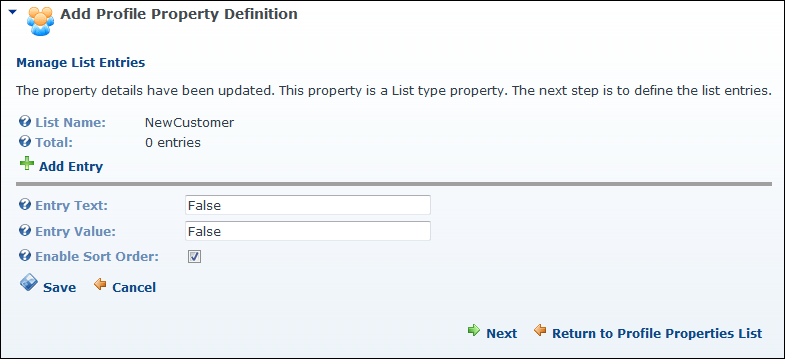 Add Profile Property Definition
Manage List Entries
The property details have been updated. This property is a List type property. The next step is to define the list entries.
List Name: NewCustomer
Total: 0 entries
Add Entry
Entry Text: False
Entry Value: False
Enable Sort Order:
Save Cancel
Next Return to Profile Properties List